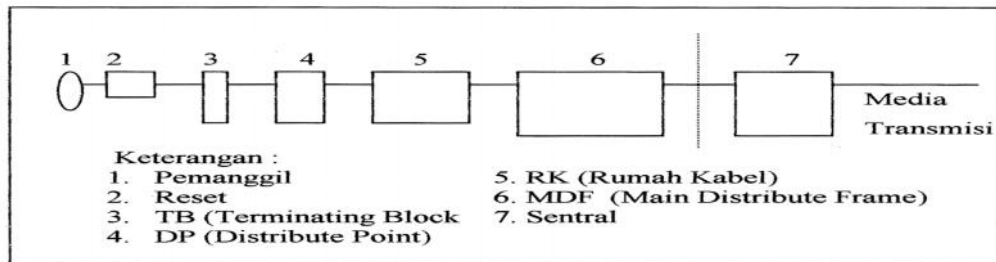 1 2 3 4 5 6 7
Media
Transmisi
Keterangan :
1. Pemanggil
2. Reset
3. TB (Terminating Block
4. DP (Distribute Point)
5. RK (Rumah Kabel)
6. MDF (Main Distribute Frame)
7. Sentral